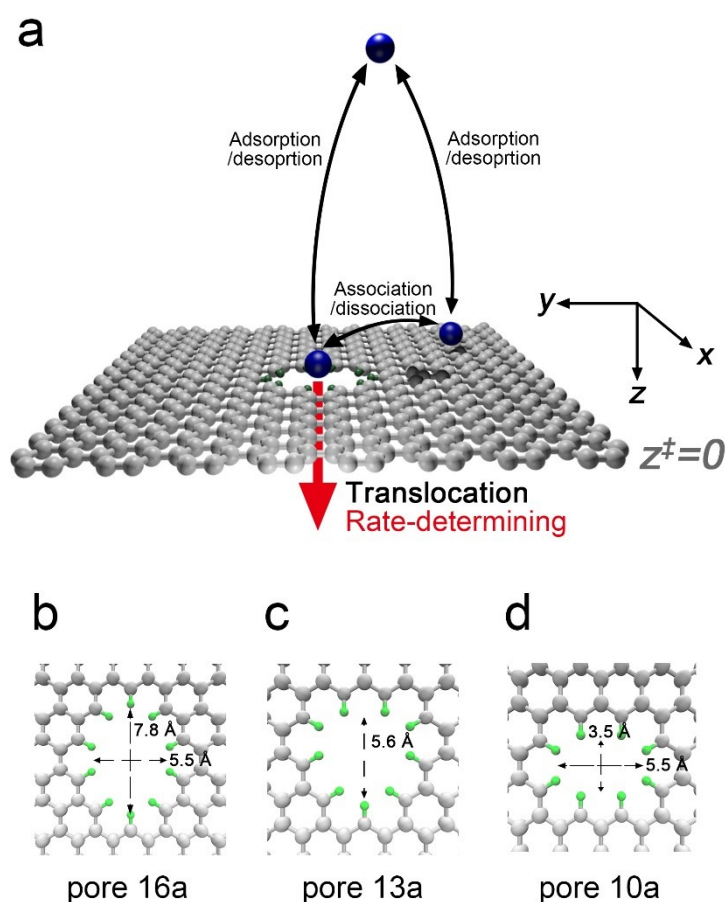 a
Adsorption
/desoprtion
Adsorption
/desoprtion
Association
/dissociation
y
x
z
z‡=0
Translocation
Rate-determining
b
c
d
7.8 Å
5.5 Å
5.6 Å
3.5 Å
5.5 Å
pore 16a
pore 13a
pore 10a